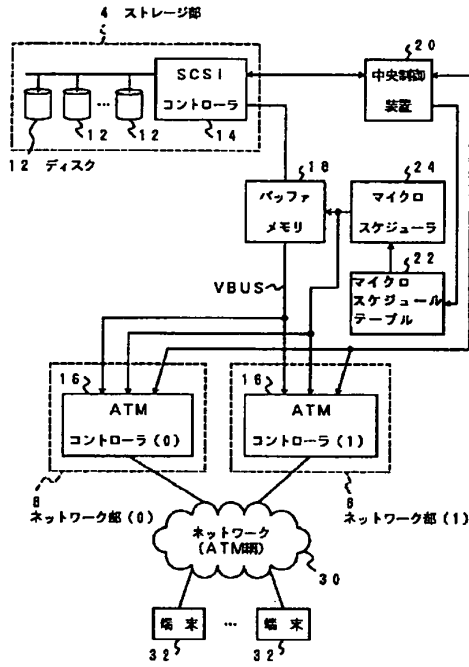 4 ストレージ部
SCSI
コントローラ
14
12
12
12 ディスク
20
中央制御
装置
18
バッファ
メモリ
24
マイクロ
スケジューラ
22
マイクロ
スケジュール
テーブル
VBUS
16
ATM
コントローラ(0)
16
ATM
コントローラ(1)
8
ネットワーク部(0)
8
ネットワーク部(1)
ネットワーク
(ATM網)
30
端末
…
端末
32
32